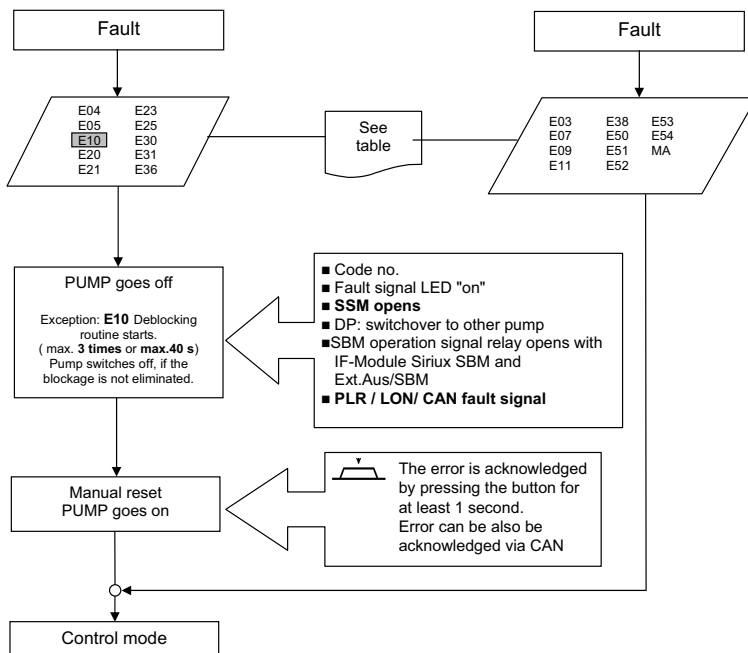 Fault
Fault
E04 E23
E05 E25
E10 E30
E20 E31
E21 E36
See
table
E03 E38 E53
E07 E50 E54
E09 E51 MA
E11 E52
PUMP goes off
Exception: E10 Deblocking
routine starts.
( max. 3 times or max.40 s)
Pump switches off, if the
blockage is not eliminated.
■ Code no.
■ Fault signal LED "on"
■ SSM opens
■ DP: switchover to other pump
■SBM operation signal relay opens with
IF-Module Siriux SBM and
Ext.Aus/SBM
■ PLR / LON/ CAN fault signal
Manual reset
PUMP goes on
The error is acknowledged
by pressing the button for
at least 1 second.
Error can be also be
acknowledged via CAN
Control mode